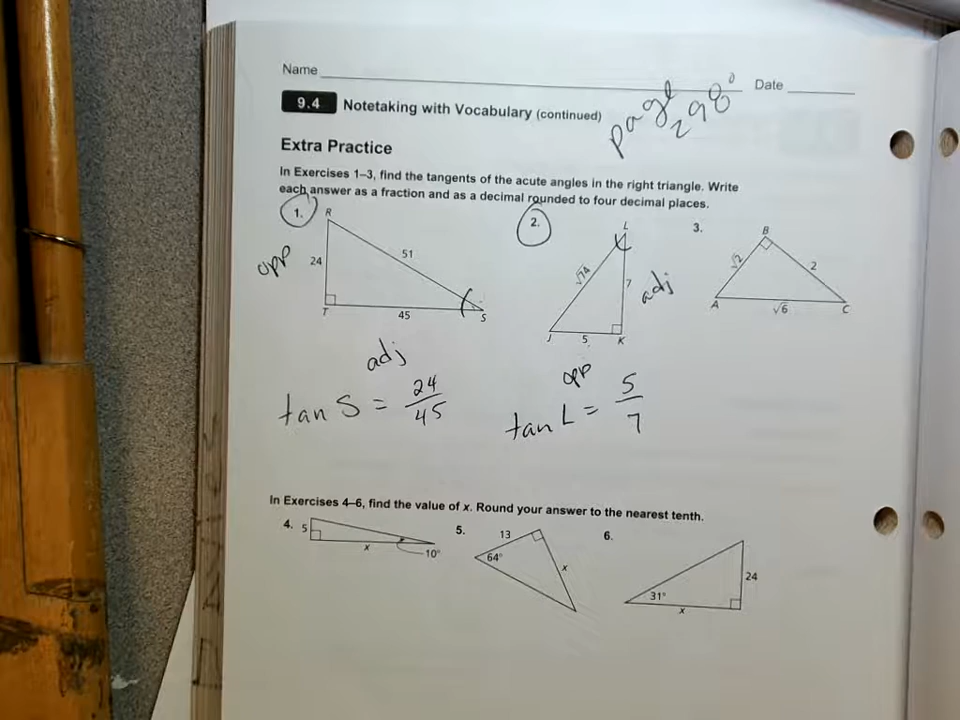 Name ____ Date ____
page 298
9.4 Notetaking with Vocabulary (continued)
Extra Practice
In Exercises 1–3, find the tangents of the acute angles in the right triangle. Write
each answer as a fraction and as a decimal rounded to four decimal places.
1. R 24 51 T 45 S
opp
adj
tan S = 24/45
2. L √74 7 J 5 K
adj
opp
tan L = 5/7
3. B √2 2 A √6 C
In Exercises 4–6, find the value of x. Round your answer to the nearest tenth.
4. 5 x 10°
5. 13 64° x
6. 24 31° x